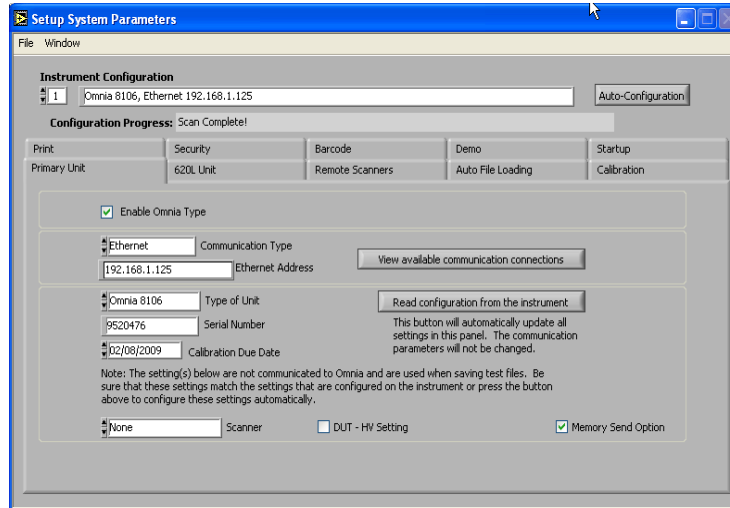 Setup System Parameters
File Window
Instrument Configuration
1 Omnia 8106, Ethernet 192.168.1.125 Auto-Configuration
Configuration Progress: Scan Complete!
Print Security Barcode Demo Startup
Primary Unit 620L Unit Remote Scanners Auto File Loading Calibration
Enable Omnia Type
Ethernet Communication Type
View available communication connections
192.168.1.125 Ethernet Address
Omnia 8106 Type of Unit Read configuration from the instrument
9520476 Serial Number
This button will automatically update all
settings in this panel. The communication
parameters will not be changed.
02/08/2009 Calibration Due Date
Note: The setting(s) below are not communicated to Omnia and are used when saving test files. Be
sure that these settings match the settings that are configured on the instrument or press the button
above to configure these settings automatically.
None Scanner DUT - HV Setting Memory Send Option